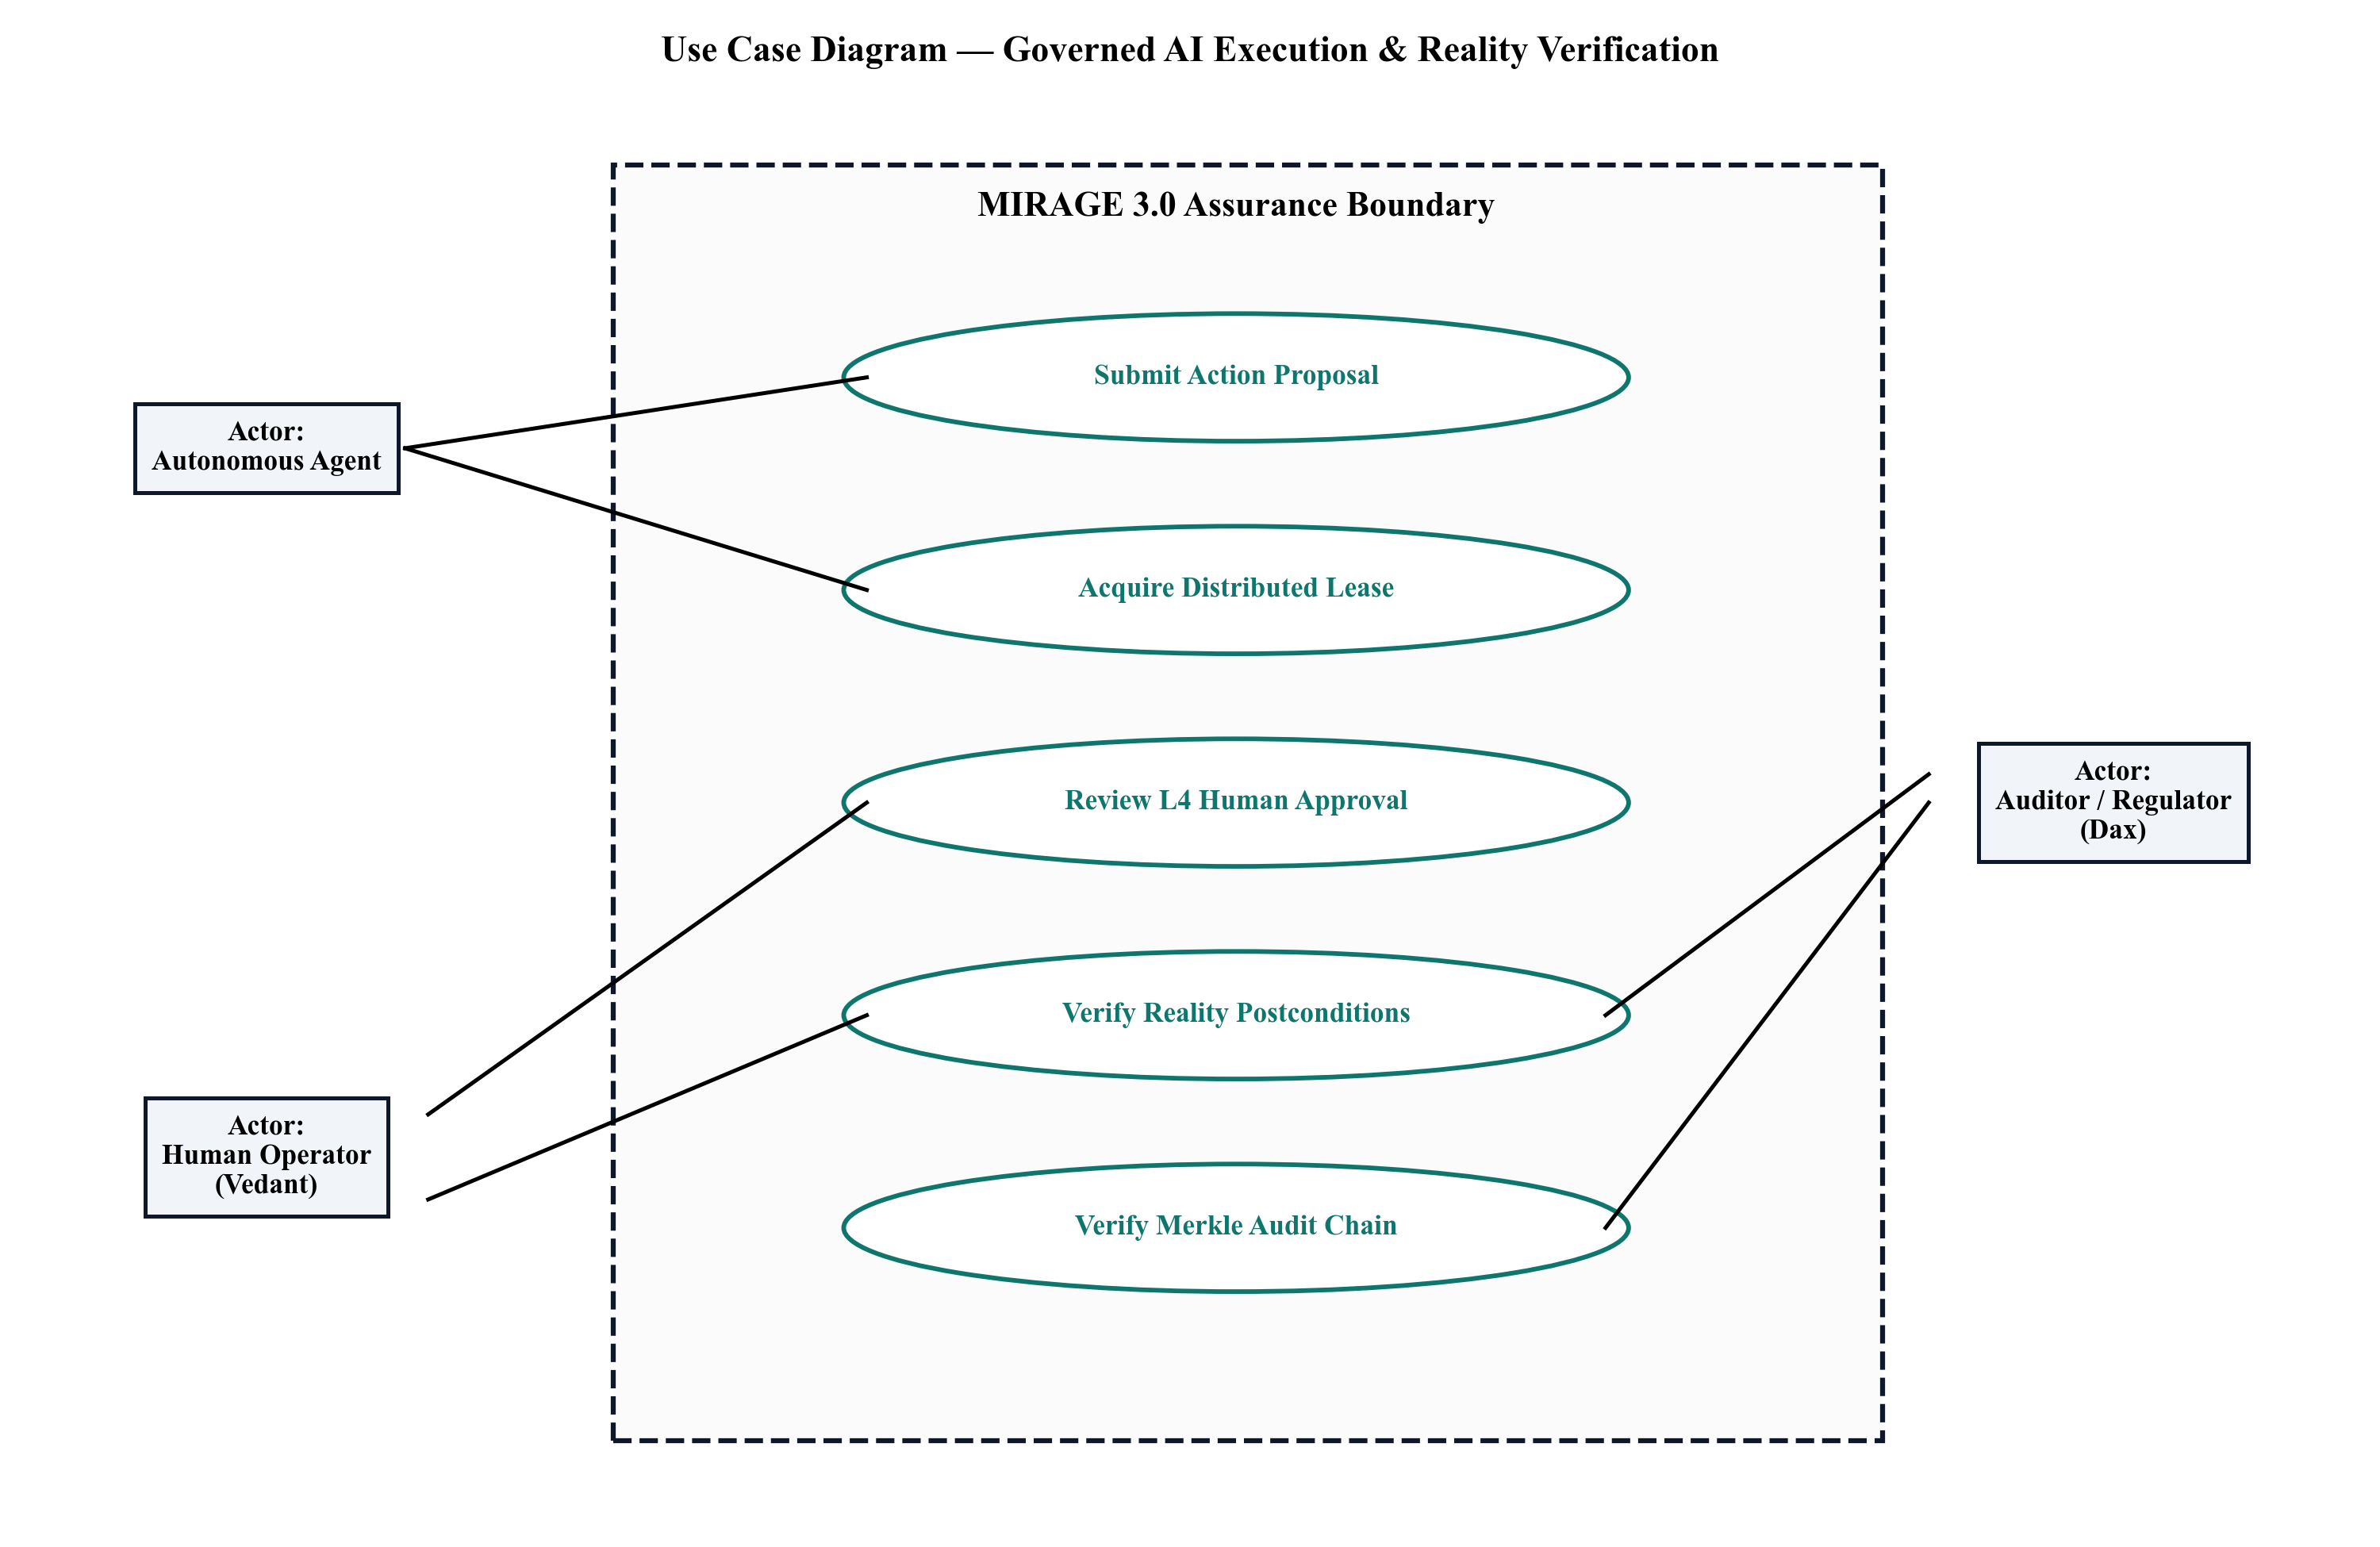 Use Case Diagram — Governed AI Execution & Reality Verification
MIRAGE 3.0 Assurance Boundary
Submit Action Proposal
Actor:
Autonomous Agent
Acquire Distributed Lease
Review L4 Human Approval
Actor:
Auditor / Regulator
(Dax)
Verify Reality Postconditions
Actor:
Human Operator
(Vedant)
Verify Merkle Audit Chain